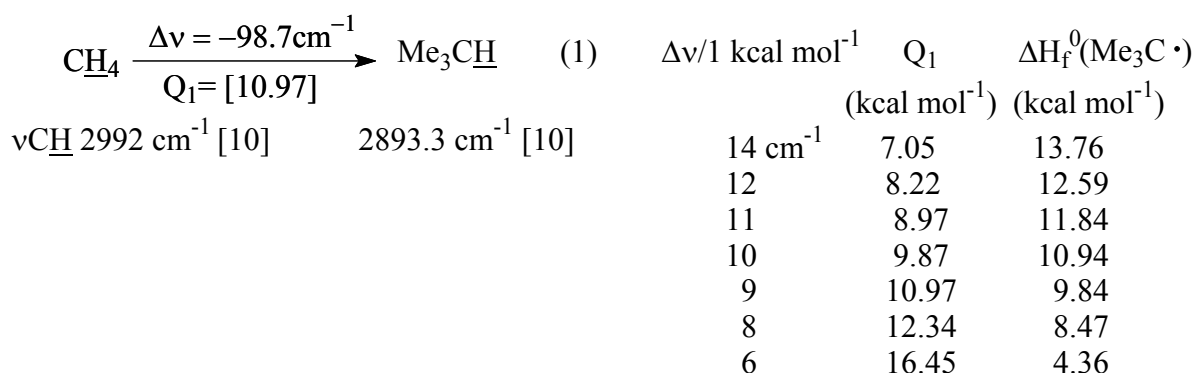 Δν = −98.7cm⁻¹
CH₄ Me₃CH (1)
Q₁= [10.97]
νCH 2992 cm⁻¹ [10] 2893.3 cm⁻¹ [10]
Δν/1 kcal mol⁻¹ Q₁ ΔH_f⁰(Me₃C •)
(kcal mol⁻¹) (kcal mol⁻¹)
14 cm⁻¹ 7.05 13.76
12 8.22 12.59
11 8.97 11.84
10 9.87 10.94
9 10.97 9.84
8 12.34 8.47
6 16.45 4.36